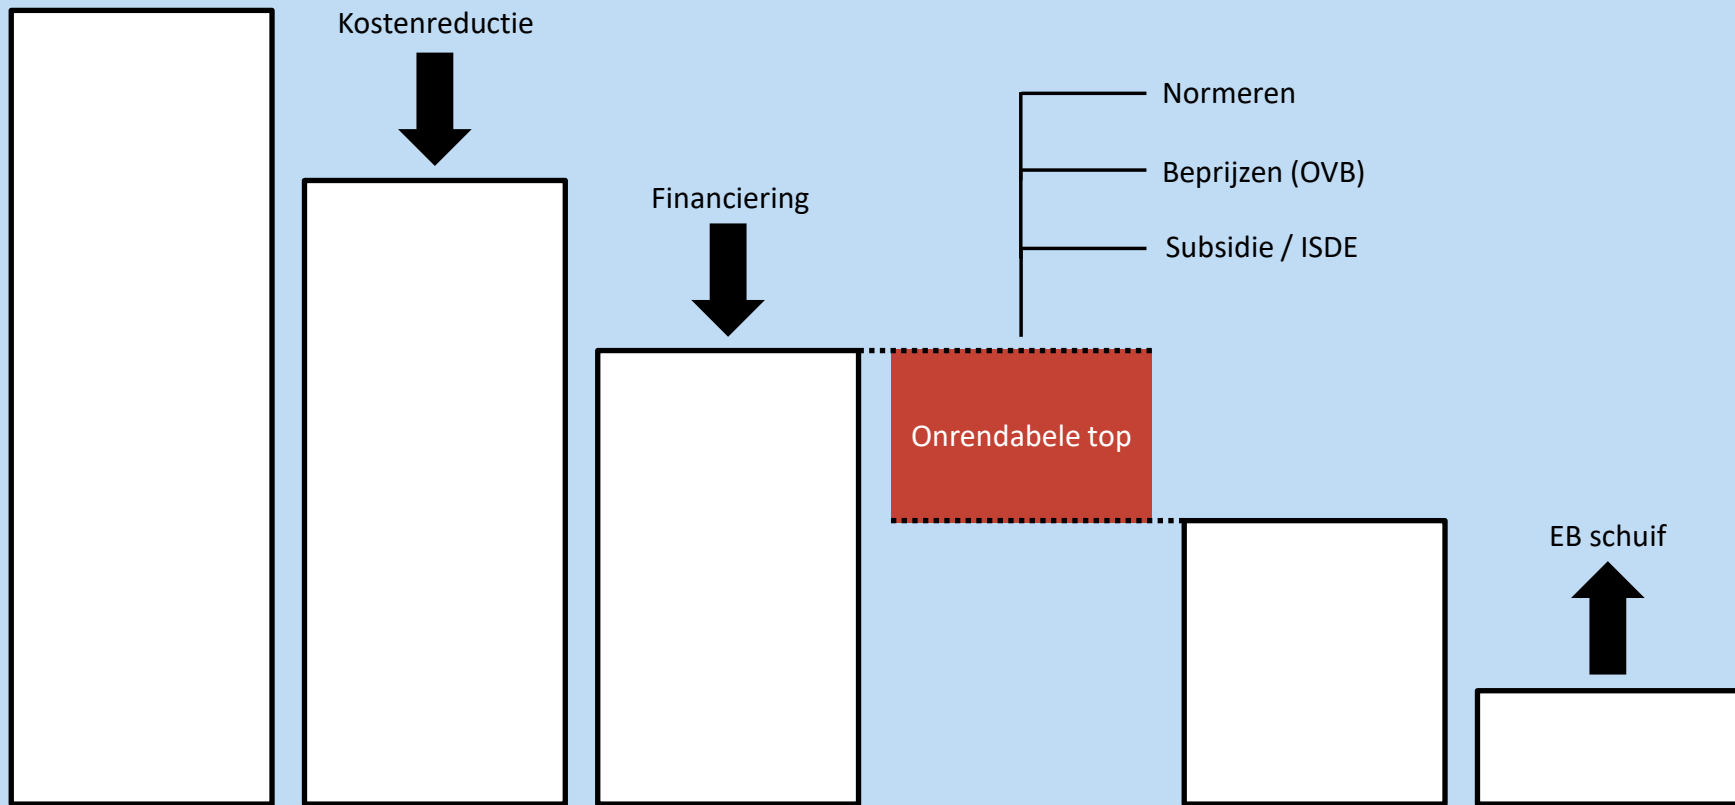 Kostenreductie
Financiering
Normeren
Beprijzen (OVB)
Subsidie / ISDE
Onrendabele top
EB schuif